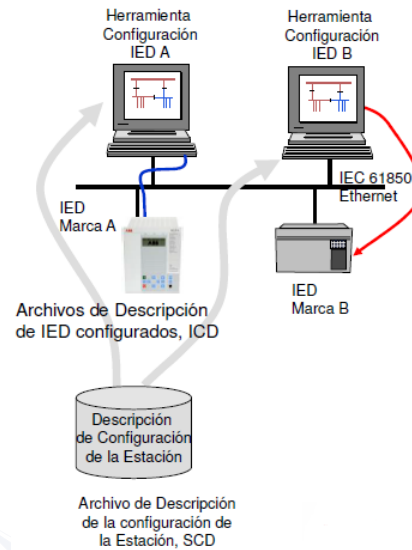 Herramienta
Configuración
IED A
Herramienta
Configuración
IED B
IEC 61850
Ethernet
IED
Marca A
IED
Marca B
Archivos de Descripción
de IED configurados, ICD
Descripción
de Configuración
de la Estación
Archivo de Descripción
de la configuración de
la Estación, SCD